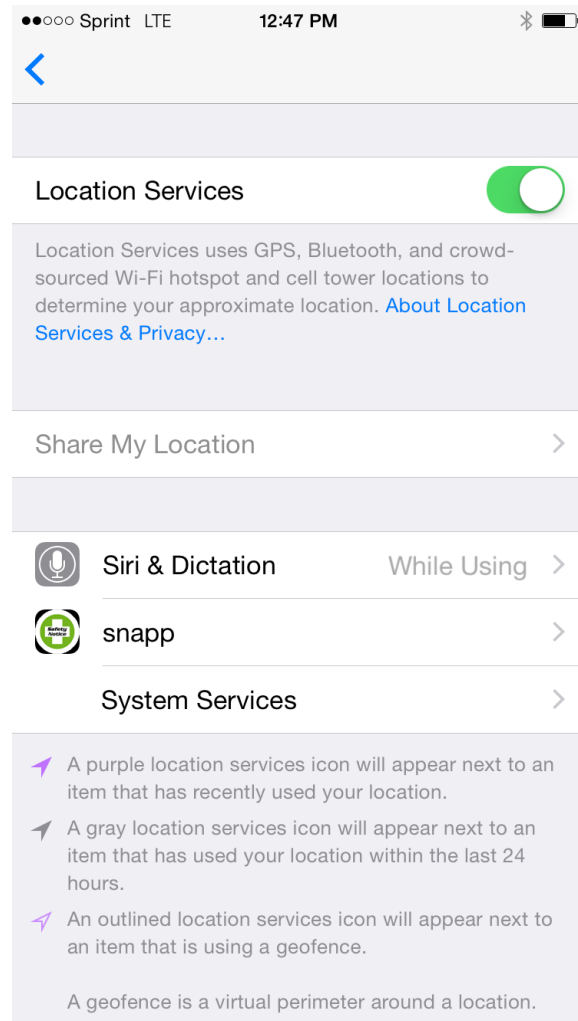 Sprint LTE 12:47 PM
Location Services
Location Services uses GPS, Bluetooth, and crowd-
sourced Wi-Fi hotspot and cell tower locations to
determine your approximate location. About Location
Services & Privacy...
Share My Location
Siri & Dictation While Using
Safety
Notice
snapp
System Services
A purple location services icon will appear next to an
item that has recently used your location.
A gray location services icon will appear next to an
item that has used your location within the last 24
hours.
An outlined location services icon will appear next to
an item that is using a geofence.
A geofence is a virtual perimeter around a location.